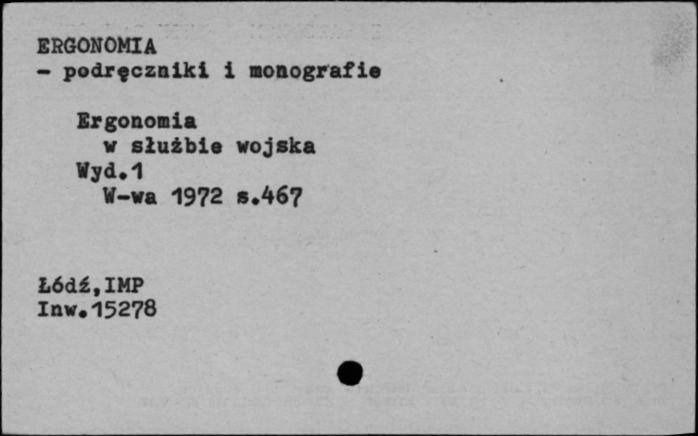 ERGONOMIA
- podręczniki i monografie
Ergonomia
w służbie wojska
Wyd.1
W-wa 1972 s.467
Łódź,IMP
Inw.15278